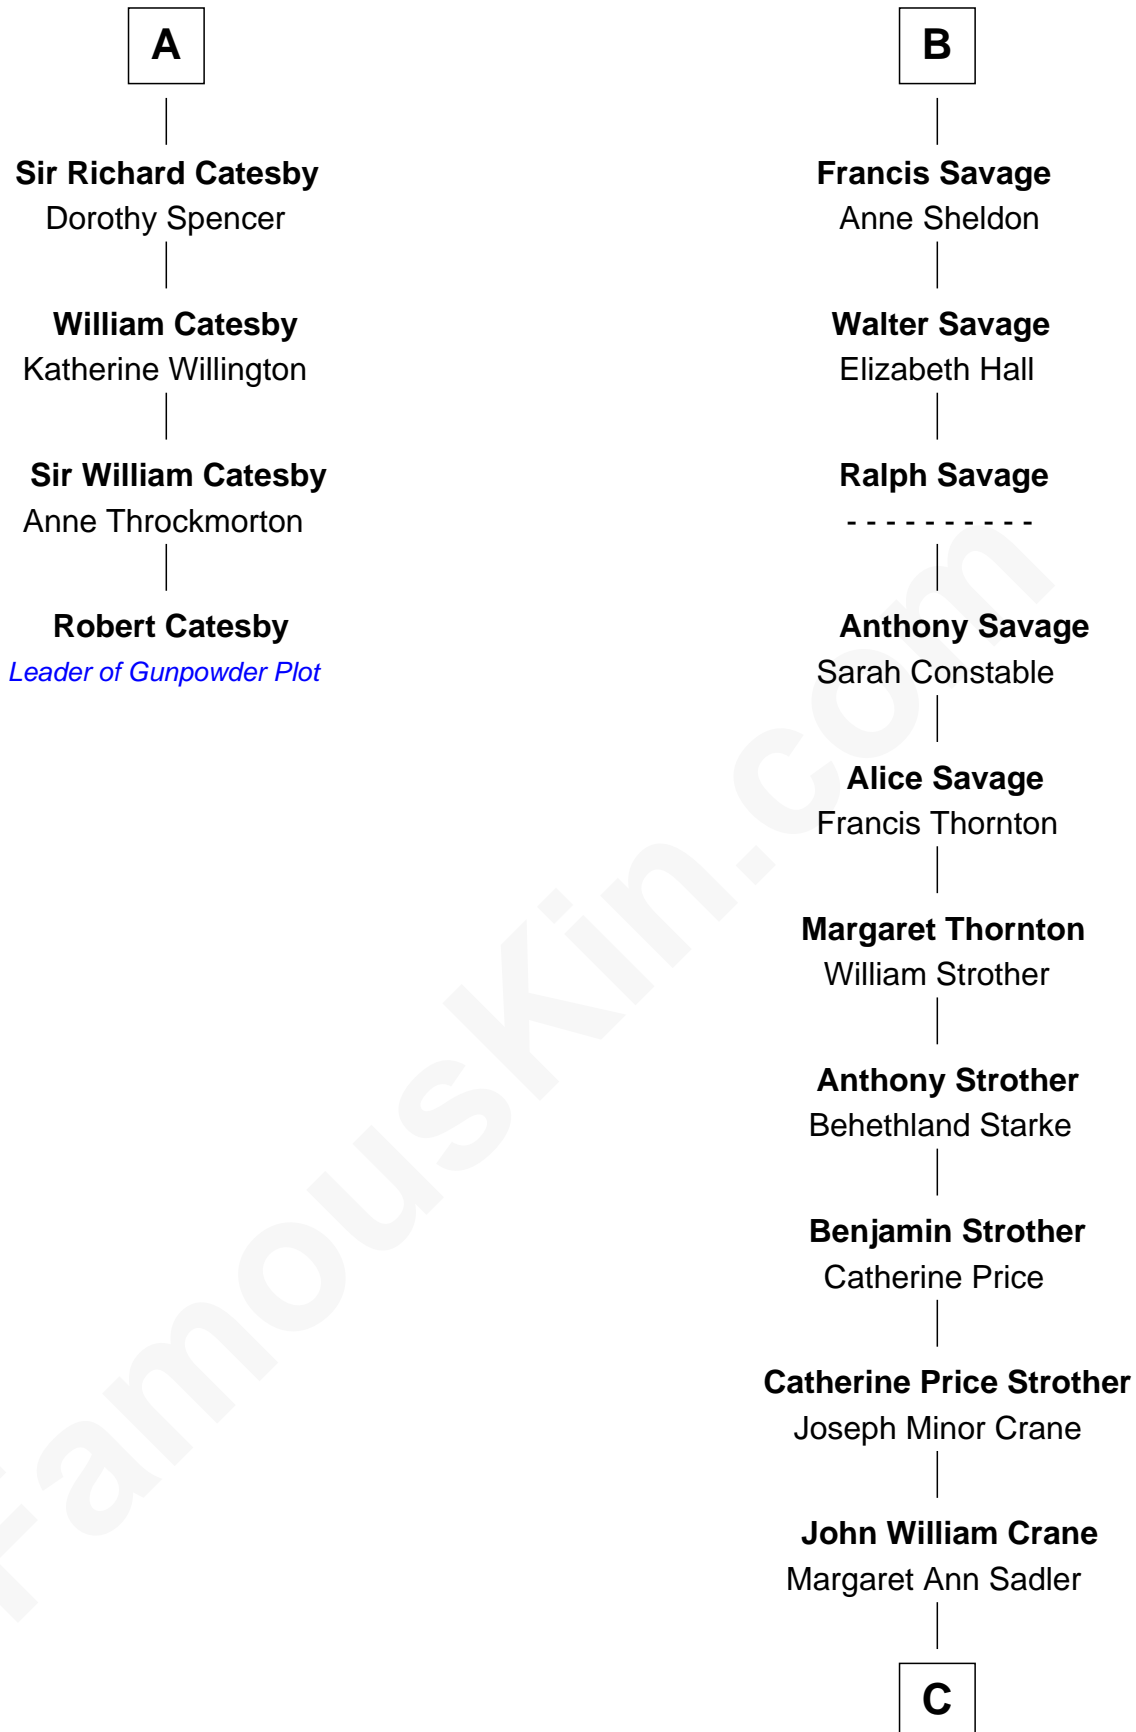 A
Sir Richard Catesby
Dorothy Spencer
William Catesby
Katherine Willington
Sir William Catesby
Anne Throckmorton
Robert Catesby
Leader of Gunpowder Plot
B
Francis Savage
Anne Sheldon
Walter Savage
Elizabeth Hall
Ralph Savage
- - - - - - - - - -
Anthony Savage
Sarah Constable
Alice Savage
Francis Thornton
Margaret Thornton
William Strother
Anthony Strother
Behethland Starke
Benjamin Strother
Catherine Price
Catherine Price Strother
Joseph Minor Crane
John William Crane
Margaret Ann Sadler
C
FamousKin.com